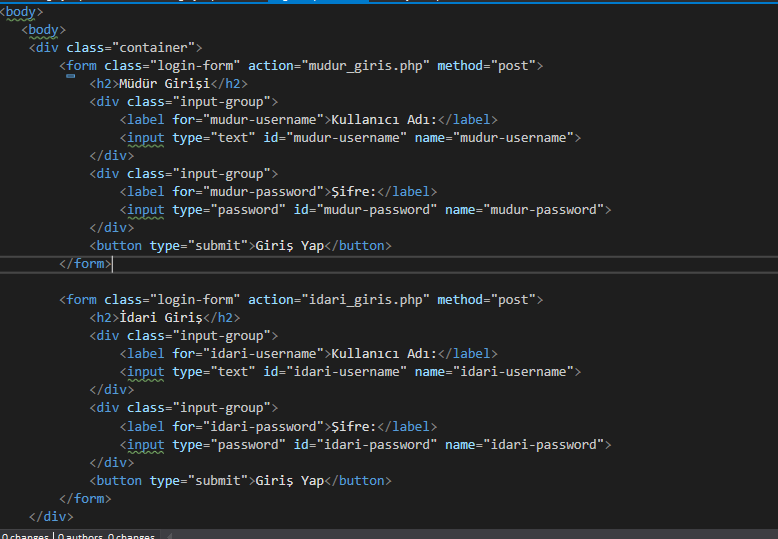 <body>
<body>
<div class="container">
<form class="login-form" action="mudur_giris.php" method="post">
<h2>Müdür Girişi</h2>
<div class="input-group">
<label for="mudur-username">Kullanıcı Adı:</label>
<input type="text" id="mudur-username" name="mudur-username">
</div>
<div class="input-group">
<label for="mudur-password">Şifre:</label>
<input type="password" id="mudur-password" name="mudur-password">
</div>
<button type="submit">Giriş Yap</button>
</form>
<form class="login-form" action="idari_giris.php" method="post">
<h2>İdari Giriş</h2>
<div class="input-group">
<label for="idari-username">Kullanıcı Adı:</label>
<input type="text" id="idari-username" name="idari-username">
</div>
<div class="input-group">
<label for="idari-password">Şifre:</label>
<input type="password" id="idari-password" name="idari-password">
</div>
<button type="submit">Giriş Yap</button>
</form>
</div>
0 changes | 0 authors, 0 changes